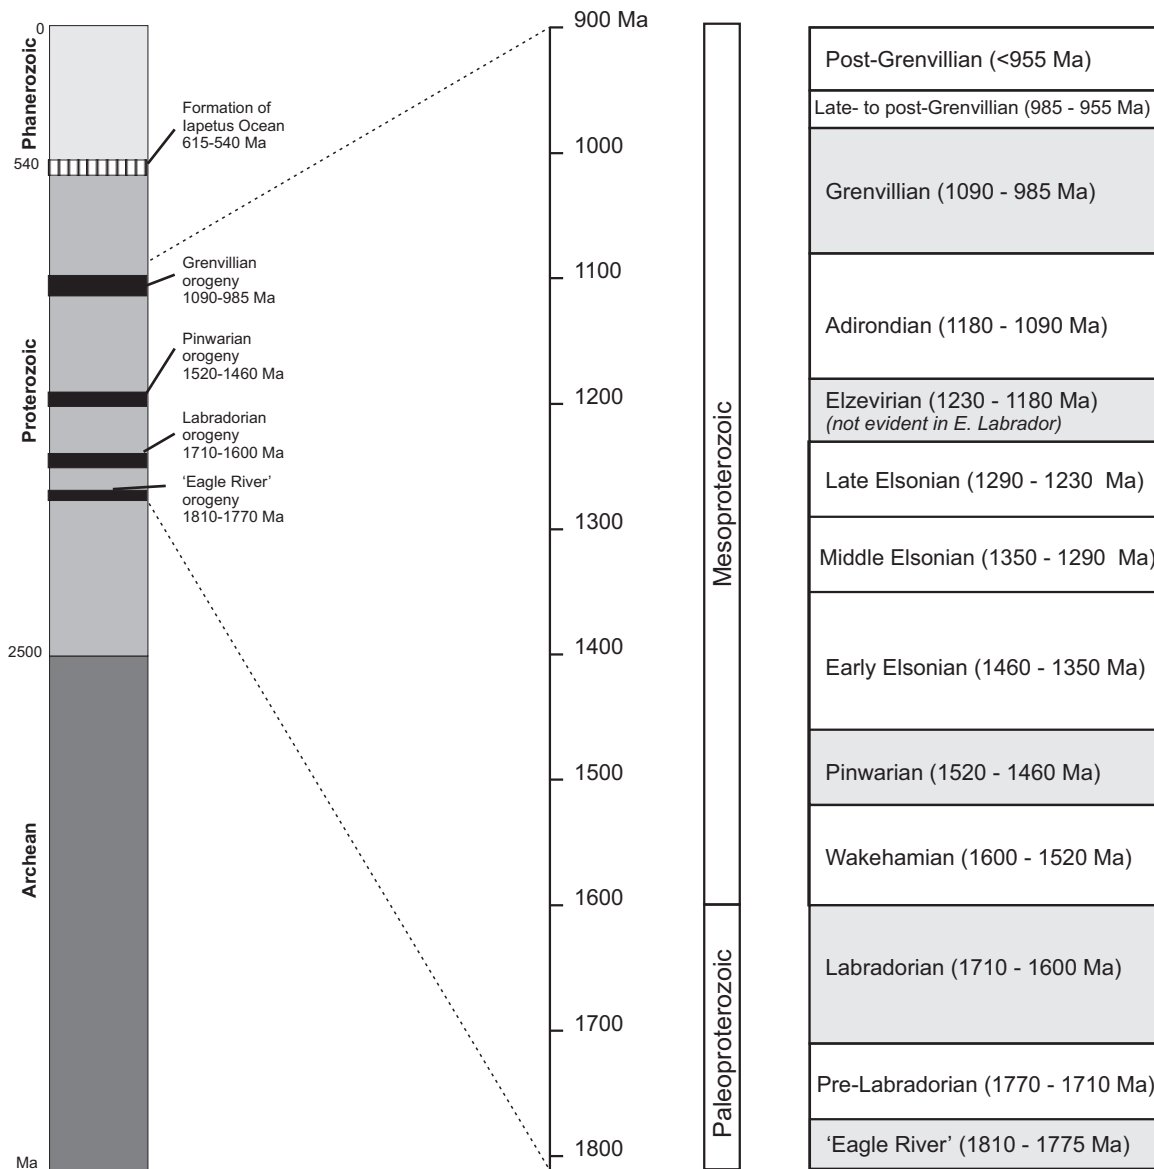 0
Phanerozoic
540
Proterozoic
2500
Archean
Ma
Formation of
Iapetus Ocean
615-540 Ma
Grenvillian
orogeny
1090-985 Ma
Pinwarian
orogeny
1520-1460 Ma
Labradorian
orogeny
1710-1600 Ma
‘Eagle River’
orogeny
1810-1770 Ma
900 Ma
1000
1100
1200
1300
1400
1500
1600
1700
1800
Mesoproterozoic
Paleoproterozoic
Post-Grenvillian (<955 Ma)
Late- to post-Grenvillian (985 - 955 Ma)
Grenvillian (1090 - 985 Ma)
Adirondian (1180 - 1090 Ma)
Elzevirian (1230 - 1180 Ma)
(not evident in E. Labrador)
Late Elsonian (1290 - 1230 Ma)
Middle Elsonian (1350 - 1290 Ma)
Early Elsonian (1460 - 1350 Ma)
Pinwarian (1520 - 1460 Ma)
Wakehamian (1600 - 1520 Ma)
Labradorian (1710 - 1600 Ma)
Pre-Labradorian (1770 - 1710 Ma)
‘Eagle River’ (1810 - 1775 Ma)